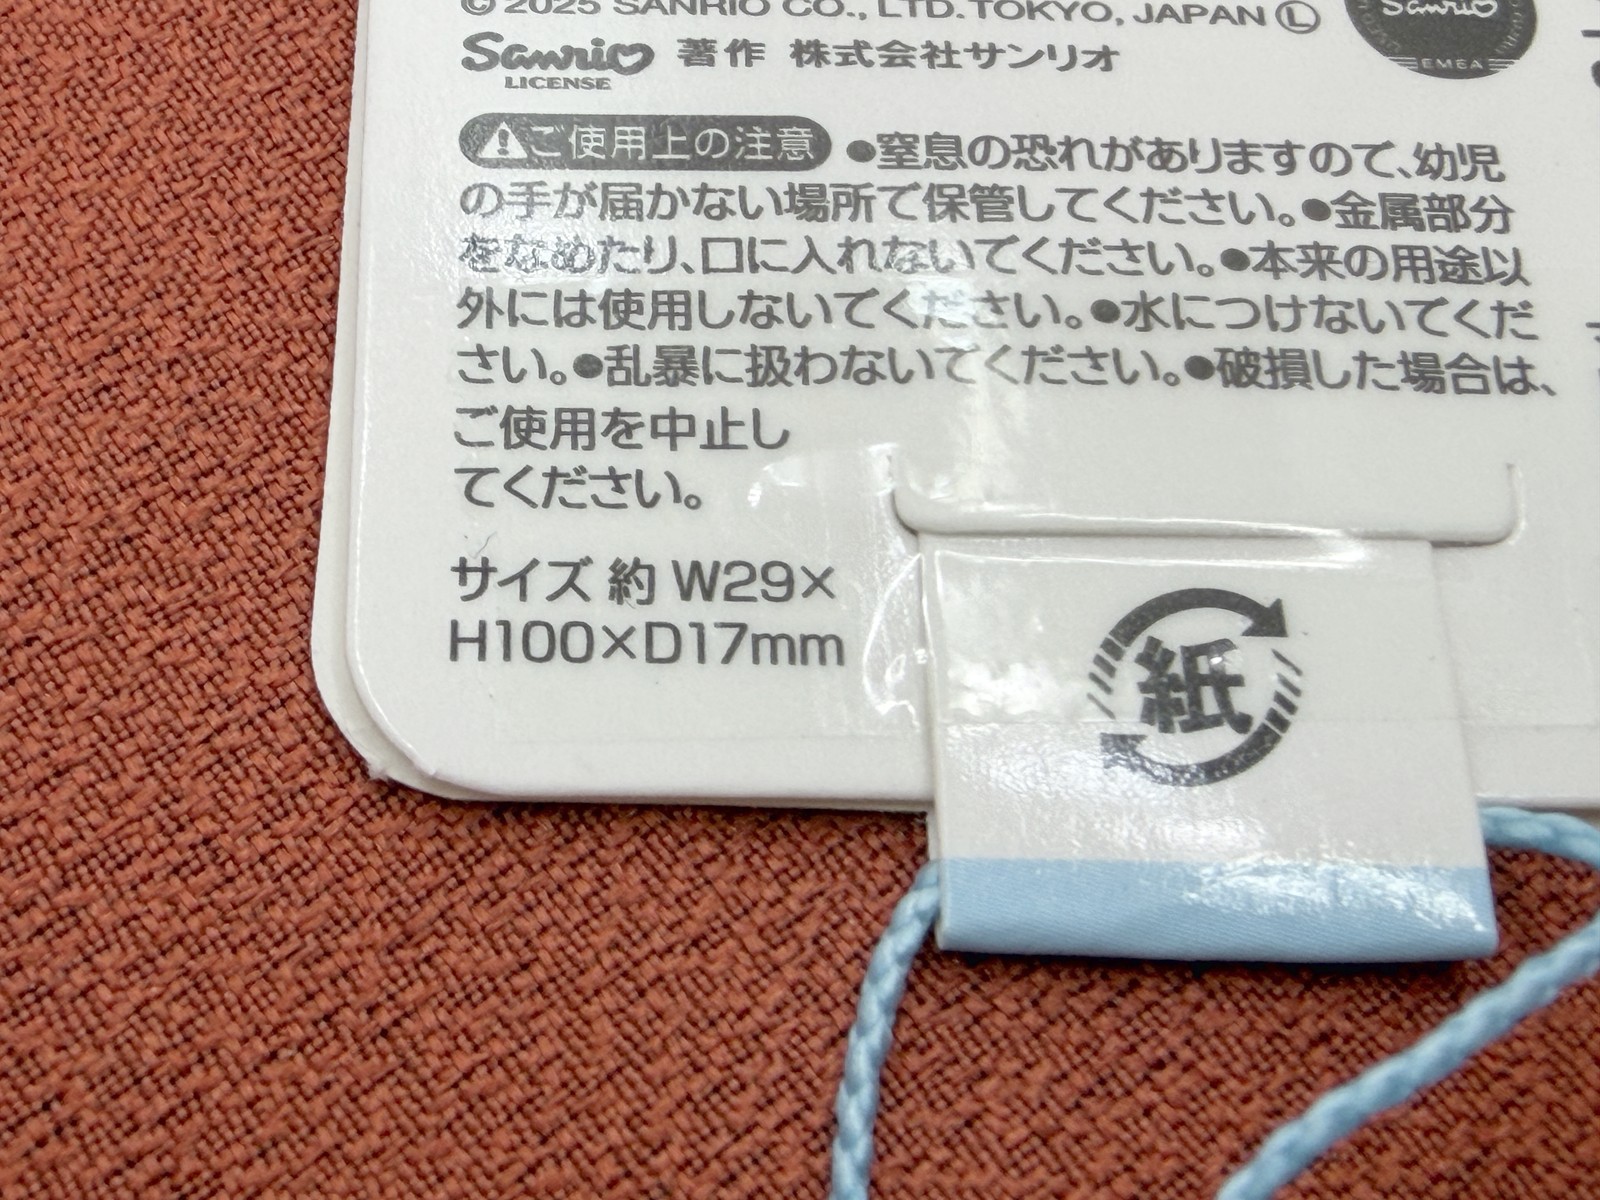 © 2025 SANRIO CO., LTD. TOKYO, JAPAN Ⓛ
Sanrio 著作 株式会社サンリオ
LICENSE
Sanrio
EMEA
ご使用上の注意 ●窒息の恐れがありますので、幼児
の手が届かない場所で保管してください。●金属部分
をなめたり、口に入れないでください。●本来の用途以
外には使用しないでください。●水につけないでくだ
さい。●乱暴に扱わないでください。●破損した場合は、
ご使用を中止し
てください。
サイズ 約 W29×
H100×D17mm
紙